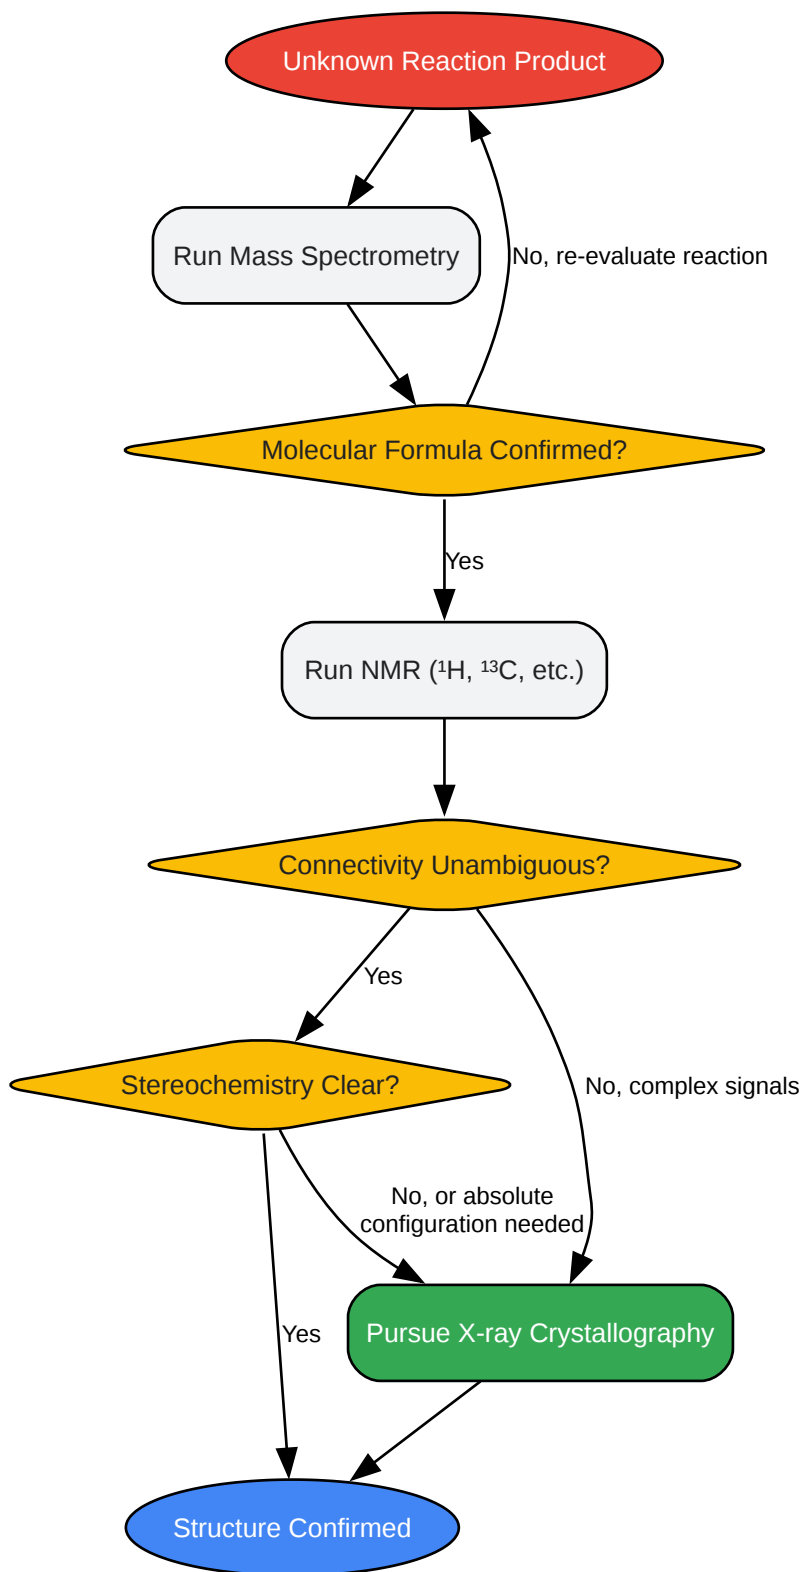 Unknown Reaction Product
Run Mass Spectrometry
No, re-evaluate reaction
Molecular Formula Confirmed?
Yes
Run NMR (¹H, ¹³C, etc.)
Connectivity Unambiguous?
Yes
Stereochemistry Clear?
No, complex signals
No, or absolute
configuration needed
Yes
Pursue X-ray Crystallography
Structure Confirmed